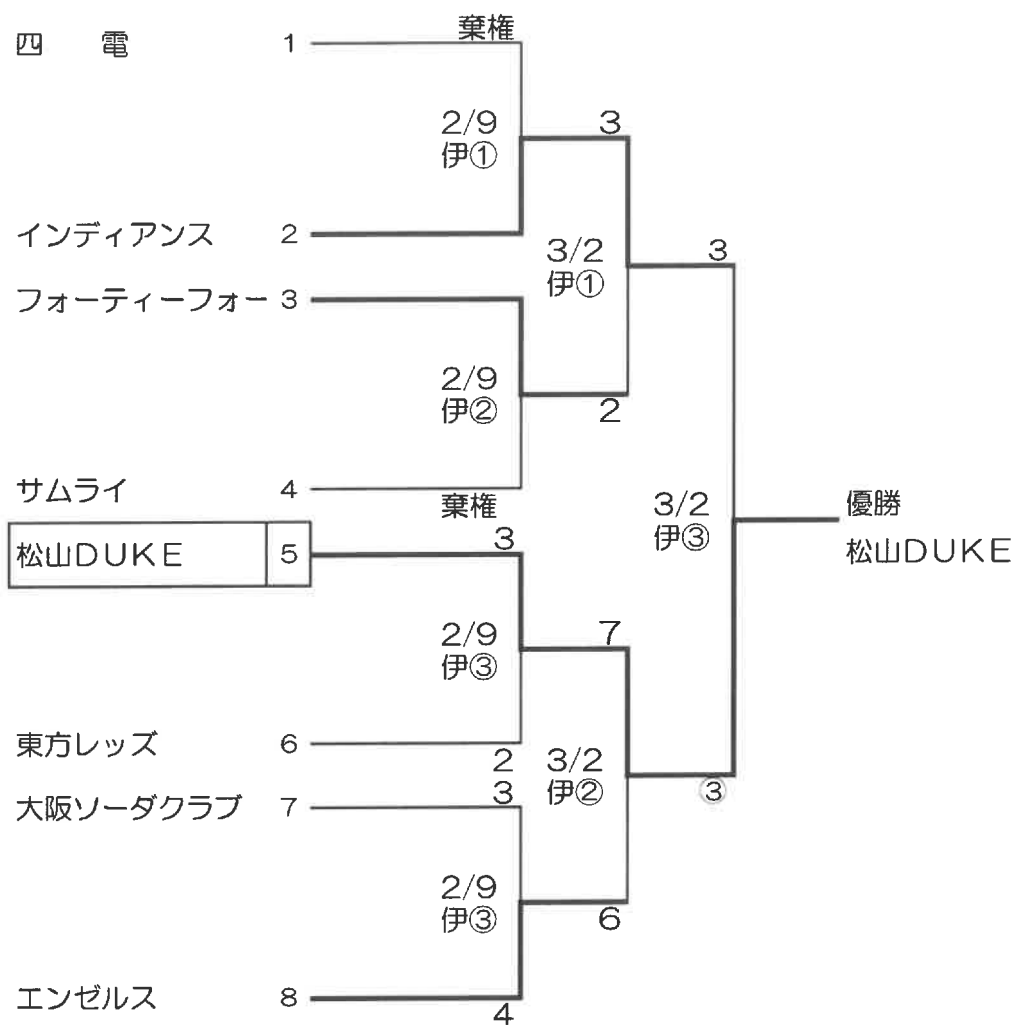 四 電 1 棄権
2/9
伊①
3
インディアンス 2
3/2
伊①
3
フォーティーフォー 3
2/9
伊②
2
サムライ 4
棄権
3/2
伊③
優勝
松山DUKE
松山DUKE 5
3
2/9
伊③
7
東方レッズ 6
2
3/2
伊②
③
大阪ソーダクラブ 7
3
2/9
伊③
6
エンゼルス 8
4